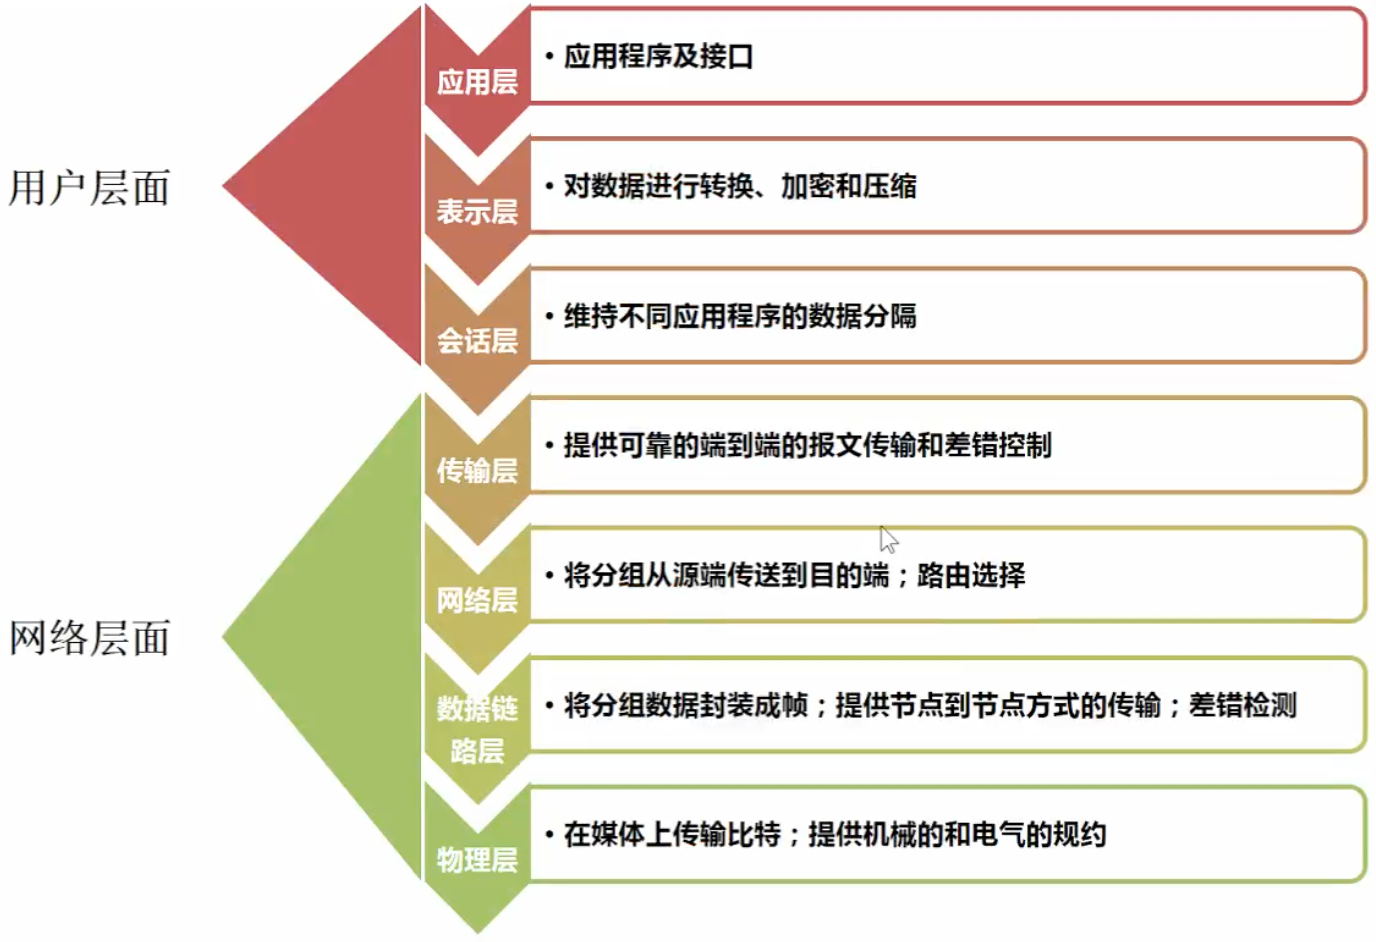 用户层面
应用层
• 应用程序及接口
表示层
• 对数据进行转换、加密和压缩
会话层
• 维持不同应用程序的数据分隔
网络层面
传输层
• 提供可靠的端到端的报文传输和差错控制
网络层
• 将分组从源端传送到目的端；路由选择
数据链
路层
• 将分组数据封装成帧；提供节点到节点方式的传输；差错检测
物理层
• 在媒体上传输比特；提供机械的和电气的规约